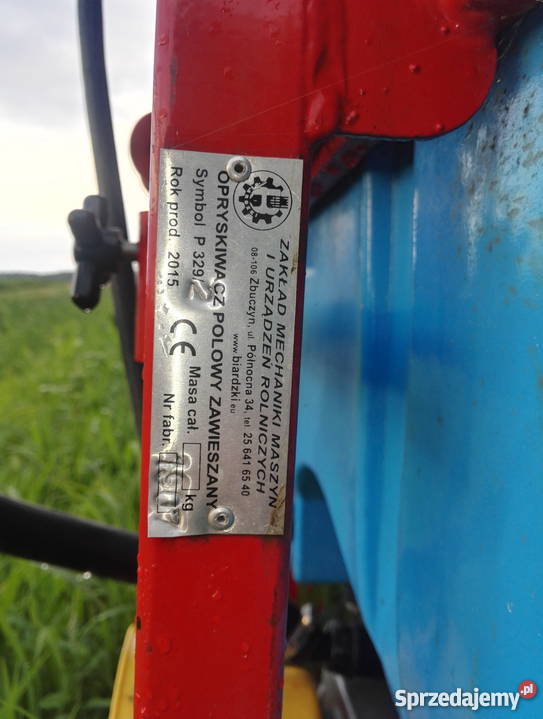 ZAKŁAD MECHANIKI MASZYN
I URZĄDZEŃ ROLNICZYCH
08-106 Zbuczyn, ul. Północna 34, tel. 25 641 65 40
www.biardzki.eu
OPRYSKIWACZ POLOWY ZAWIESZANY
Symbol P 329/2 Masa cał. kg
Rok prod. 2015 CE Nr fabr.
Sprzedajemy.pl